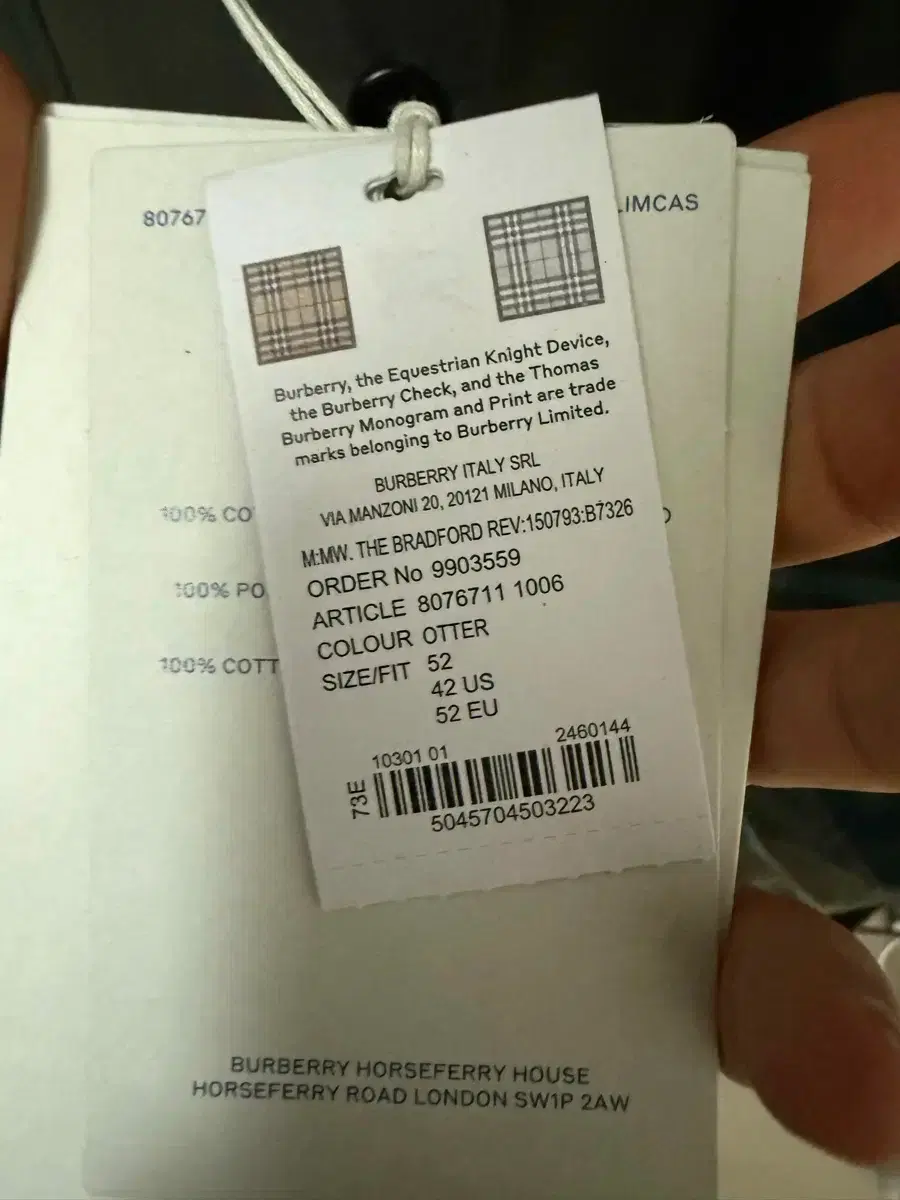 80767
LIMCAS
Burberry, the Equestrian Knight Device,
the Burberry Check, and the Thomas
Burberry Monogram and Print are trade
marks belonging to Burberry Limited.
BURBERRY ITALY SRL
VIA MANZONI 20, 20121 MILANO, ITALY
M:MW. THE BRADFORD REV:150793:B7326
ORDER No 9903559
ARTICLE 8076711 1006
COLOUR OTTER
SIZE/FIT 52
42 US
52 EU
10301 01
2460144
73E
5045704503223
100% CO
100% PO
100% COTT
BURBERRY HORSEFERRY HOUSE
HORSEFERRY ROAD LONDON SW1P 2AW